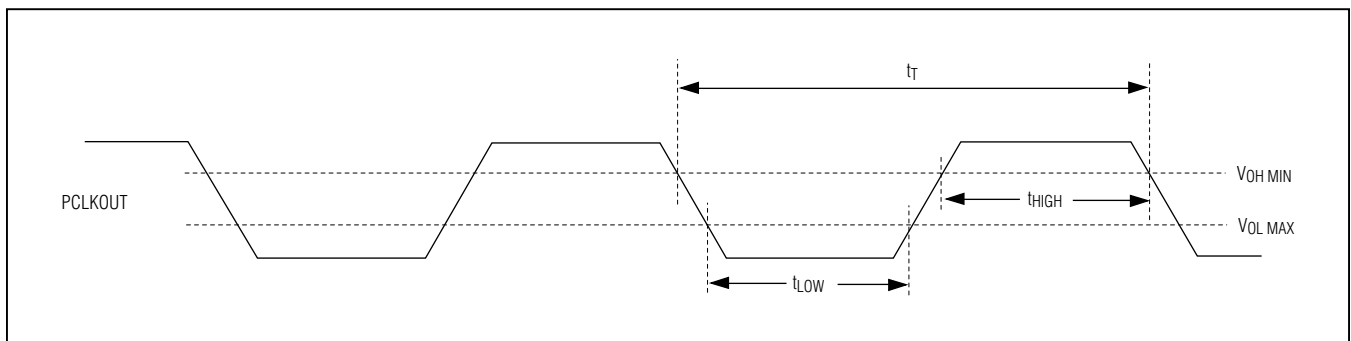 tT
VOH MIN
PCLKOUT
tHIGH
VOL MAX
tLOW